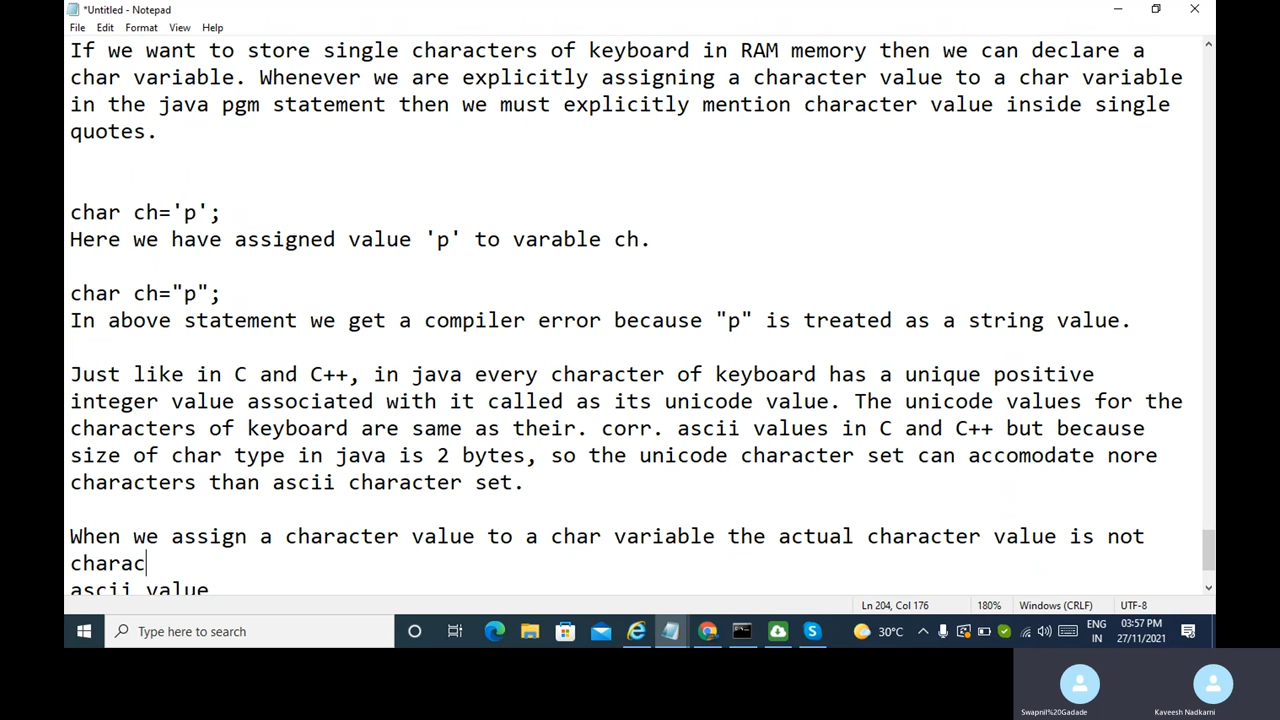 *Untitled - Notepad
File Edit Format View Help
If we want to store single characters of keyboard in RAM memory then we can declare a
char variable. Whenever we are explicitly assigning a character value to a char variable
in the java pgm statement then we must explicitly mention character value inside single
quotes.
char ch='p';
Here we have assigned value 'p' to varable ch.
char ch="p";
In above statement we get a compiler error because "p" is treated as a string value.
Just like in C and C++, in java every character of keyboard has a unique positive
integer value associated with it called as its unicode value. The unicode values for the
characters of keyboard are same as their. corr. ascii values in C and C++ but because
size of char type in java is 2 bytes, so the unicode character set can accomodate nore
characters than ascii character set.
When we assign a character value to a char variable the actual character value is not
charac
ascii value
Ln 204, Col 176 180% Windows (CRLF) UTF-8
Type here to search
30°C
ENG
IN
03:57 PM
27/11/2021
Swapnil%20Gadade
Kaveesh Nadkarni